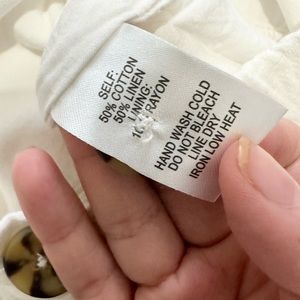 SELF:
50% COTTON
50% LINEN
LINING:
RAYON
HAND WASH COLD
DO NOT BLEACH
LINE DRY
IRON LOW HEAT